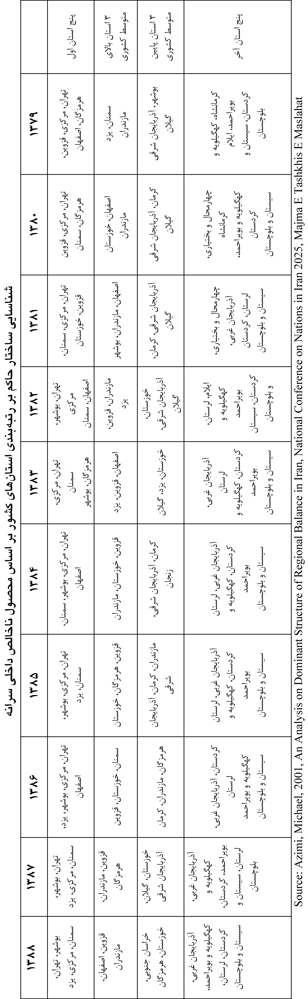 شناسایی ساختار حاکم بر رتبه‌بندی استان‌های کشور بر اساس محصول ناخالص داخلی سرانه
۱۳۷۹
۱۳۸۰
۱۳۸۱
۱۳۸۲
۱۳۸۳
۱۳۸۴
۱۳۸۵
۱۳۸۶
۱۳۸۷
۱۳۸۸
پنج استان اول
تهران، مرکزی، قزوین،
هرمزگان، اصفهان
تهران، مرکزی، قزوین
هرمزگان، سمنان
تهران، مرکزی، سمنان،
قزوین، خوزستان
تهران، بوشهر،
مرکزی
اصفهان، سمنان
تهران، مرکزی،
سمنان
هرمزگان، بوشهر
تهران، مرکزی، بوشهر، سمنان،
اصفهان
تهران، مرکزی، بوشهر،
سمنان، یزد
تهران، مرکزی، بوشهر، یزد،
اصفهان
تهران، بوشهر،
سمنان، مرکزی، یزد
بوشهر، تهران،
سمنان، مرکزی، یزد
۳ استان بالای
متوسط کشوری
سمنان، یزد
مازندران
اصفهان، خوزستان
مازندران
اصفهان، مازندران، بوشهر
مازندران، قزوین،
یزد
اصفهان، قزوین، یزد
قزوین، خوزستان، مازندران
قزوین، هرمزگان، خوزستان
سمنان، خوزستان، قزوین
قزوین، مازندران،
هرمزگان
قزوین، اصفهان،
مازندران
۳ استان پایین
متوسط کشوری
بوشهر، آذربایجان شرقی
گیلان
کرمان، آذربایجان شرقی
گیلان
آذربایجان شرقی، کرمان،
گیلان
خوزستان،
آذربایجان شرقی،
گیلان
خوزستان، یزد، گیلان
کرمان، آذربایجان شرقی،
زنجان
مازندران، کرمان، آذربایجان
شرقی
هرمزگان، مازندران، کرمان
خوزستان، گیلان،
آذربایجان شرقی
خراسان جنوبی،
خوزستان، هرمزگان
پنج استان آخر
کرمانشاه، کهگیلویه و
بویراحمد، ایلام
کردستان، سیستان و
بلوچستان
چهارمحال و بختیاری،
کرمانشاه
کهگیلویه و بویراحمد،
کردستان
سیستان و بلوچستان
چهارمحال و بختیاری،
آذربایجان غربی،
لرستان، کردستان
سیستان و بلوچستان
ایلام، لرستان،
کهگیلویه و
بویراحمد
کردستان، سیستان
و بلوچستان
آذربایجان غربی،
لرستان
کردستان، کهگیلویه و
بویراحمد
سیستان و بلوچستان
آذربایجان غربی، لرستان
کردستان، کهگیلویه و
بویراحمد
سیستان و بلوچستان
آذربایجان غربی، لرستان
کردستان، کهگیلویه و
بویراحمد
سیستان و بلوچستان
کردستان، آذربایجان غربی،
لرستان
کهگیلویه و بویراحمد
سیستان و بلوچستان
آذربایجان غربی،
کهگیلویه و
بویراحمد، کردستان،
لرستان، سیستان و
بلوچستان
آذربایجان غربی،
کهگیلویه و بویراحمد،
کردستان، لرستان،
سیستان و بلوچستان
Source: Azimi, Michael, 2001, An Analysis on Dominant Structure of Regional Balance in Iran, National Conference on Nations in Iran 2025, Majma E Tashkhis E Maslahat